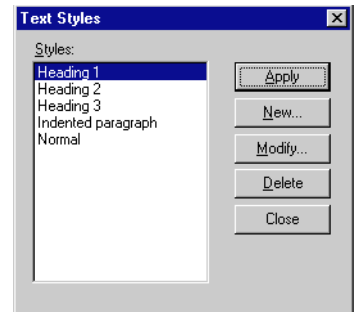 Text Styles
Styles:
Heading 1
Heading 2
Heading 3
Indented paragraph
Normal
Apply
New...
Modify...
Delete
Close